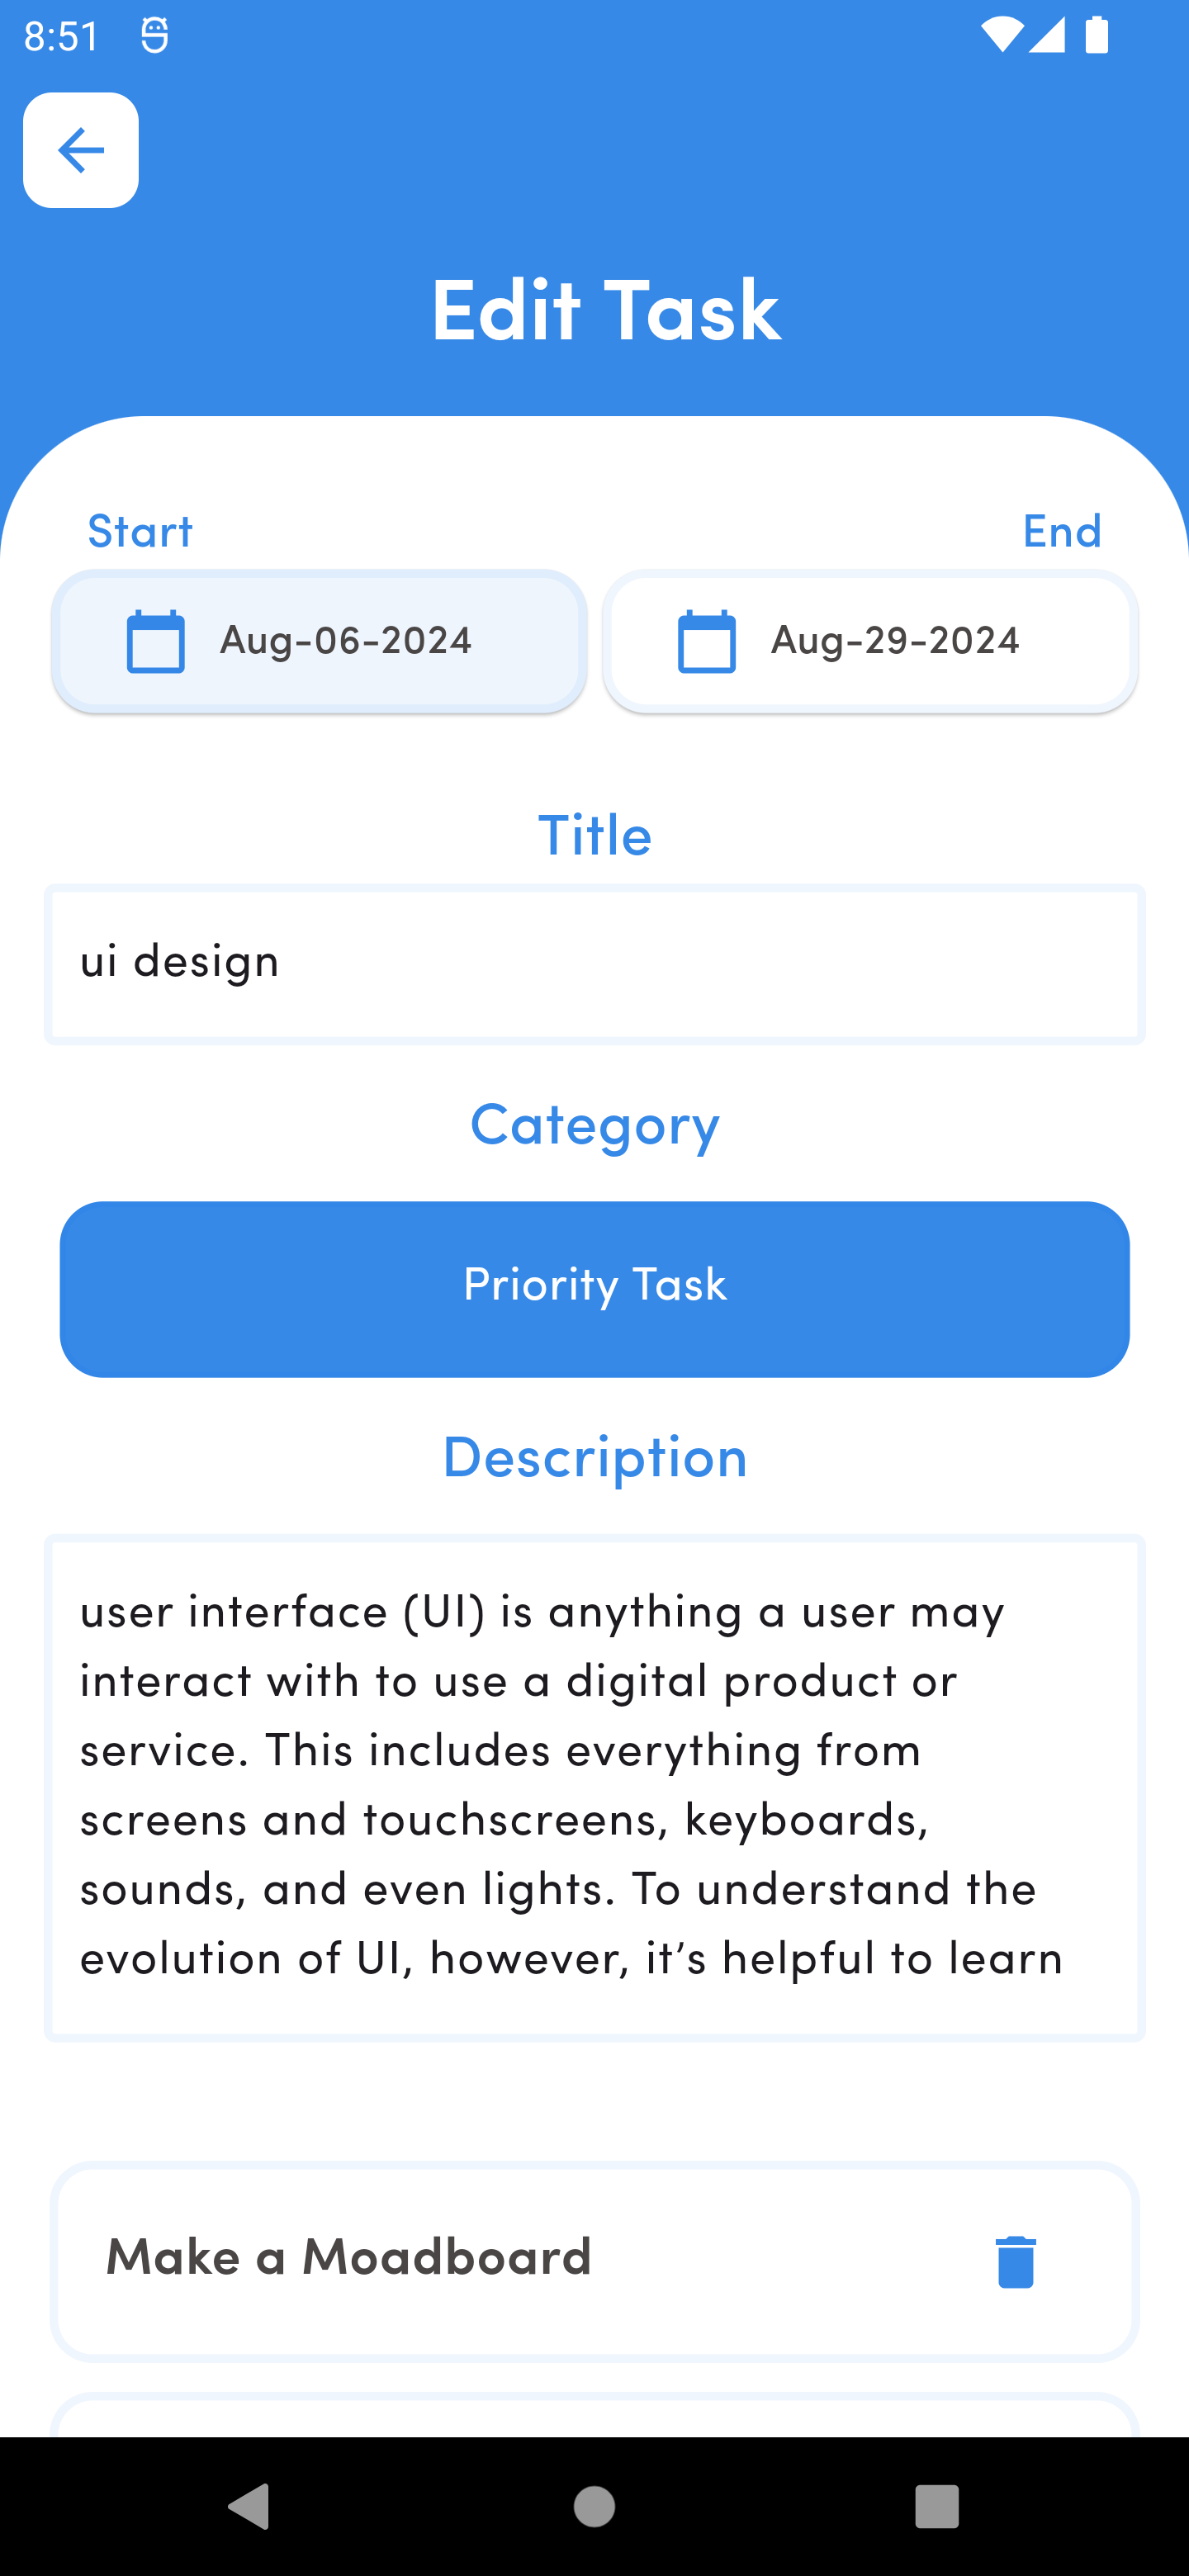 8:51
Edit Task
Start
End
Aug-06-2024
Aug-29-2024
Title
ui design
Category
Priority Task
Description
user interface (UI) is anything a user may
interact with to use a digital product or
service. This includes everything from
screens and touchscreens, keyboards,
sounds, and even lights. To understand the
evolution of UI, however, it’s helpful to learn
Make a Moadboard